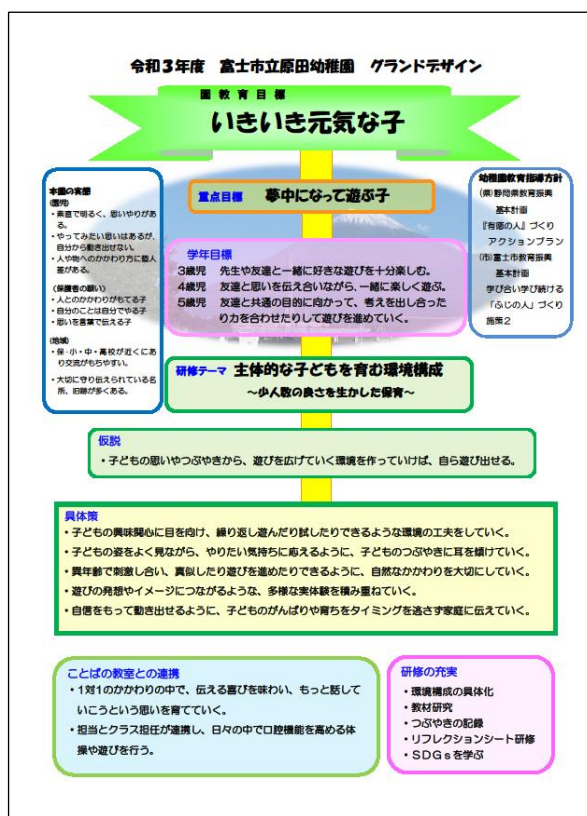 令和3年度　富士市立原田幼稚園　グランドデザイン
園教育目標
いきいき元気な子
本園の実態
(園児)
・素直で明るく、思いやりがあ
る。
・やってみたい思いはあるが、
自分から動き出せない。
・人や物へのかかわり方に個人
差がある。
(保護者の願い)
・人とのかかわりがもてる子
・自分のことは自分でやる子
・思いを言葉で伝える子
(地域)
・保・小・中・高校が近くにあ
り交流がもちやすい。
・大切に守り伝えられている名
所、旧跡が多くある。
重点目標　夢中になって遊ぶ子
学年目標
3歳児　先生や友達と一緒に好きな遊びを十分楽しむ。
4歳児　友達と思いを伝え合いながら、一緒に楽しく遊ぶ。
5歳児　友達と共通の目的に向かって、考えを出し合った
り力を合わせたりして遊びを進めていく。
幼稚園教育指導方針
(県)静岡県教育振興
基本計画
『有徳の人』づくり
アクションプラン
(市)富士市教育振興
基本計画
学び合い学び続ける
「ふじの人」づくり
施策2
研修テーマ　主体的な子どもを育む環境構成
～少人数の良さを生かした保育～
仮説
・子どもの思いやつぶやきから、遊びを広げていく環境を作っていけば、自ら遊び出せる。
具体策
・子どもの興味関心に目を向け、繰り返し遊んだり試したりできるような環境の工夫をしていく。
・子どもの姿をよく見ながら、やりたい気持ちに応えるように、子どものつぶやきに耳を傾けていく。
・異年齢で刺激し合い、真似したり遊びを進めたりできるように、自然なかかわりを大切にしていく。
・遊びの発想やイメージにつながるような、多様な実体験を積み重ねていく。
・自信をもって動き出せるように、子どものがんばりや育ちをタイミングを逃さず家庭に伝えていく。
ことばの教室との連携
・1対1のかかわりの中で、伝える喜びを味わい、もっと話して
いこうという思いを育てていく。
・担当とクラス担任が連携し、日々の中で口腔機能を高める体
操や遊びを行う。
研修の充実
・環境構成の具体化
・教材研究
・つぶやきの記録
・リフレクションシート研修
・SDGsを学ぶ